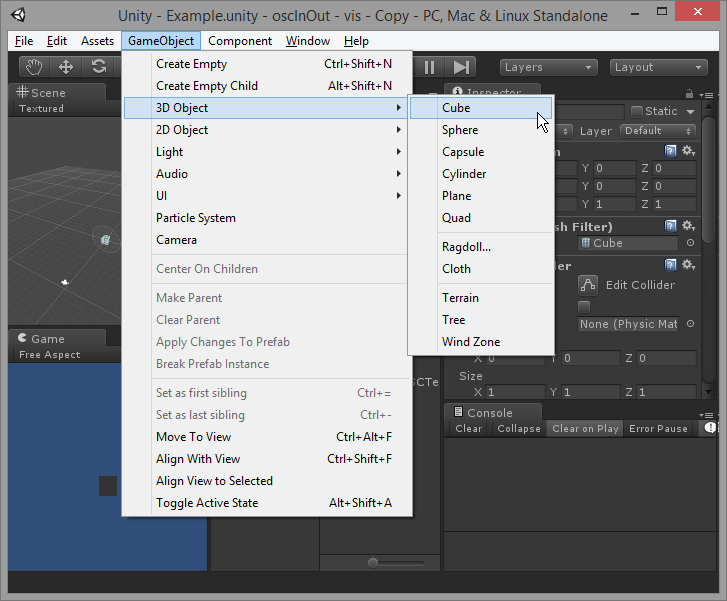 Unity - Example.unity - oscInOut - vis - Copy - PC, Mac & Linux Standalone
File Edit Assets GameObject Component Window Help
Layers Layout
Create Empty Ctrl+Shift+N
Create Empty Child Alt+Shift+N
3D Object
2D Object
Light
Audio
UI
Particle System
Camera
Center On Children
Make Parent
Clear Parent
Apply Changes To Prefab
Break Prefab Instance
Set as first sibling Ctrl+=
Set as last sibling Ctrl+-
Move To View Ctrl+Alt+F
Align With View Ctrl+Shift+F
Align View to Selected
Toggle Active State Alt+Shift+A
Cube
Sphere
Capsule
Cylinder
Plane
Quad
Ragdoll...
Cloth
Terrain
Tree
Wind Zone
Scene
Textured
Game
Free Aspect
Inspector
Static
Layer Default
Y 0 Z 0
Y 0 Z 0
Y 1 Z 1
sh Filter)
Cube
der
Edit Collider
None (Physic Mat
X 0 Y 0 Z 0
Size
X 1 Y 1 Z 1
SCTe
Console
Clear Collapse Clear on Play Error Pause